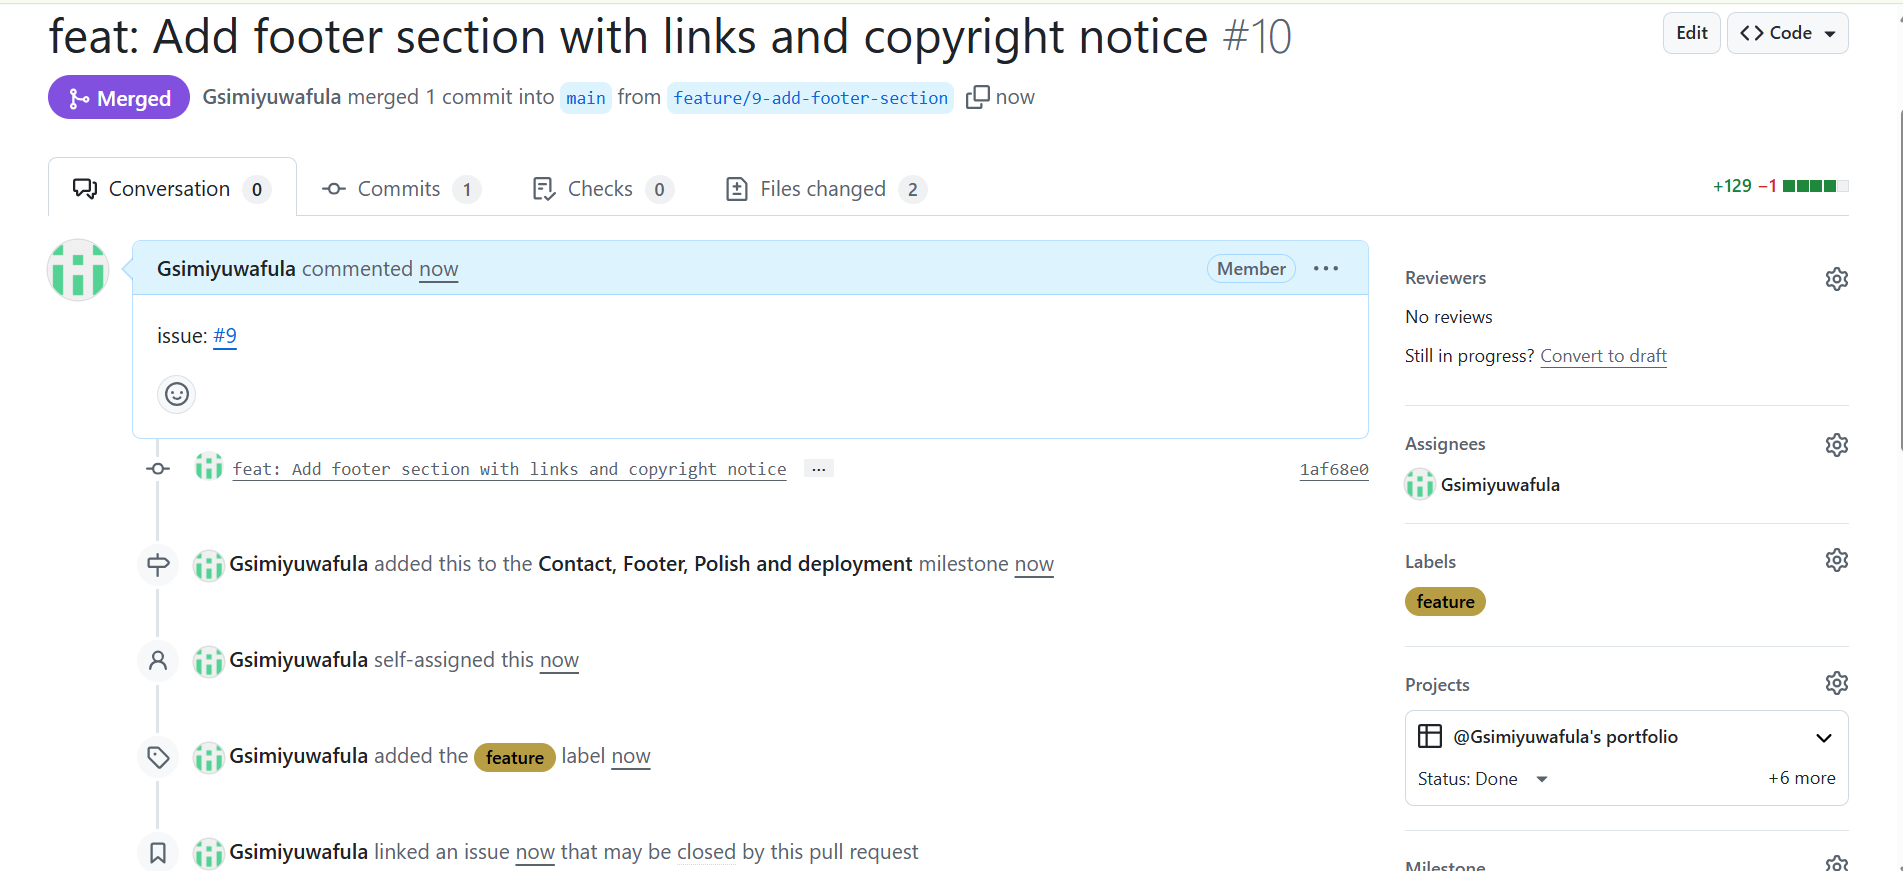 feat: Add footer section with links and copyright notice #10
Edit
Code
Merged
Gsimiyuwafula merged 1 commit into main from feature/9-add-footer-section now
Conversation 0
Commits 1
Checks 0
Files changed 2
+129 −1
Gsimiyuwafula commented now
Member
issue: #9
feat: Add footer section with links and copyright notice ...
1af68e0
Gsimiyuwafula added this to the Contact, Footer, Polish and deployment milestone now
Gsimiyuwafula self-assigned this now
Gsimiyuwafula added the feature label now
Gsimiyuwafula linked an issue now that may be closed by this pull request
Reviewers
No reviews
Still in progress? Convert to draft
Assignees
Gsimiyuwafula
Labels
feature
Projects
@Gsimiyuwafula's portfolio
Status: Done
+6 more
Milestone